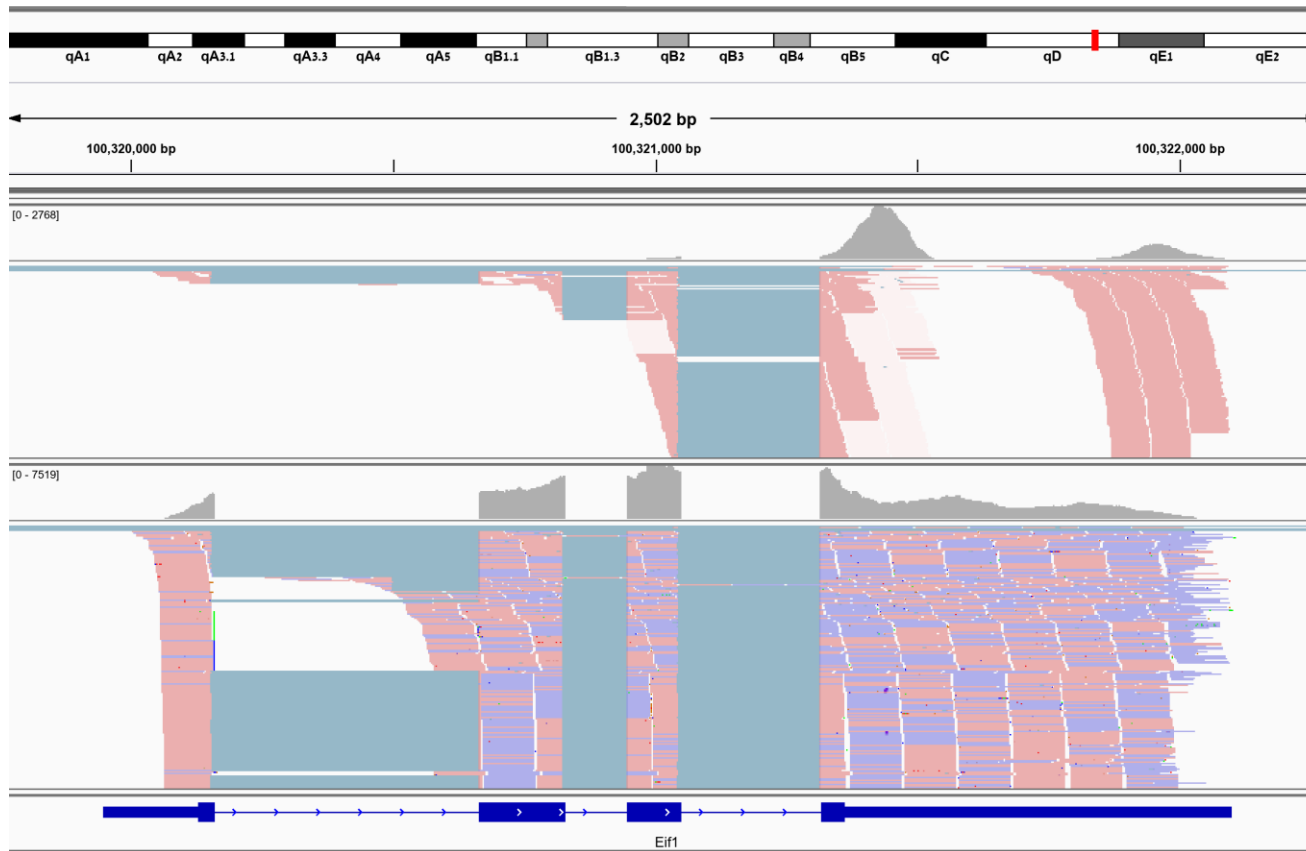 qA1 qA2 qA3.1 qA3.3 qA4 qA5 qB1.1 qB1.3 qB2 qB3 qB4 qB5 qC qD qE1 qE2
2,502 bp
100,320,000 bp 100,321,000 bp 100,322,000 bp
[0 - 2768]
[0 - 7519]
Eif1